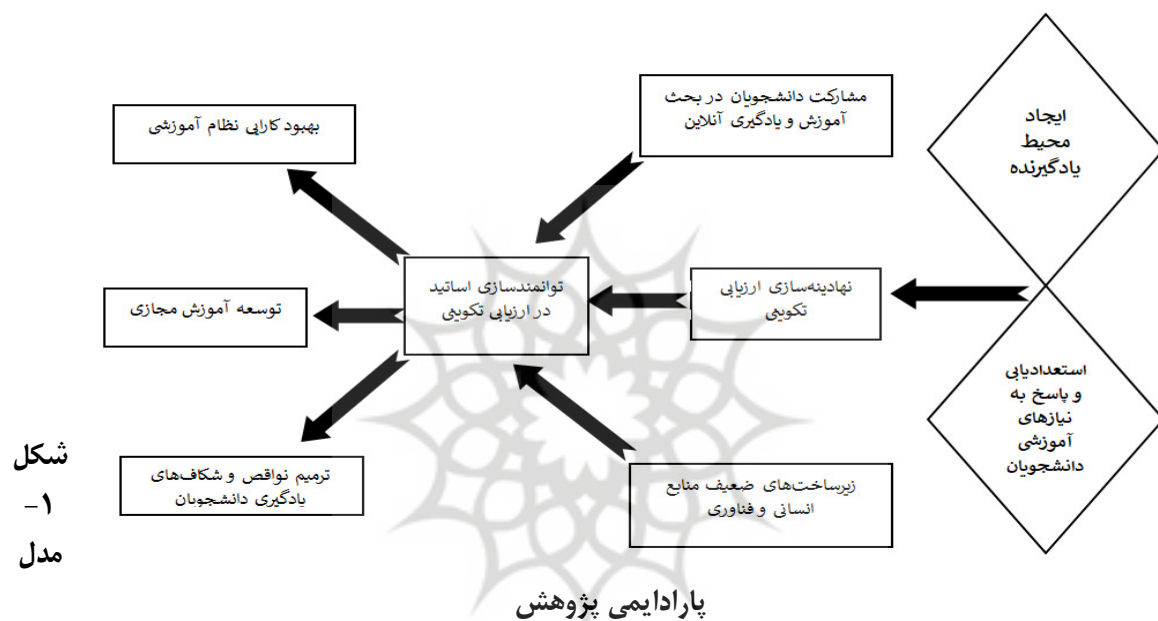 ایجاد
محیط
یادگیرنده
استعدادیابی
و پاسخ به
نیازهای
آموزشی
دانشجویان
مشارکت دانشجویان در بحث
آموزش و یادگیری آنلاین
نهادینه‌سازی ارزیابی
تکوینی
زیرساخت‌های ضعیف منابع
انسانی و فناوری
توانمندسازی اساتید
در ارزیابی تکوینی
بهبود کارایی نظام آموزشی
توسعه آموزش مجازی
ترمیم نواقص و شکاف‌های
یادگیری دانشجویان
شکل
۱-
مدل
پارادایمی پژوهش